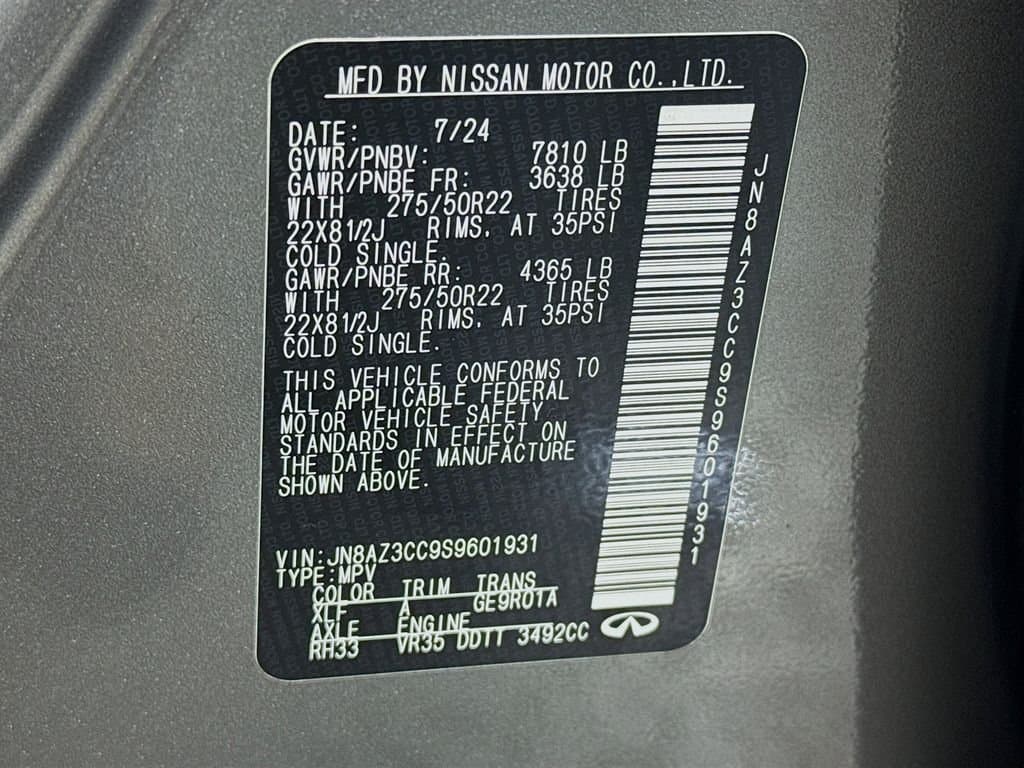 MFD BY NISSAN MOTOR CO.,LTD.
DATE: 7/24
GVWR/PNBV: 7810 LB
GAWR/PNBE FR: 3638 LB
WITH 275/50R22 TIRES
22X81/2J RIMS, AT 35PSI
COLD SINGLE.
GAWR/PNBE RR: 4365 LB
WITH 275/50R22 TIRES
22X81/2J RIMS, AT 35PSI
COLD SINGLE.
THIS VEHICLE CONFORMS TO
ALL APPLICABLE FEDERAL
MOTOR VEHICLE SAFETY
STANDARDS IN EFFECT ON
THE DATE OF MANUFACTURE
SHOWN ABOVE.
VIN:JN8AZ3CC9S9601931
TYPE:MPV
COLOR TRIM TRANS
XLF A GE9R01A
AXLE ENGINE
RH33 VR35 DDTT 3492CC
JN8AZ3CC9S9601931